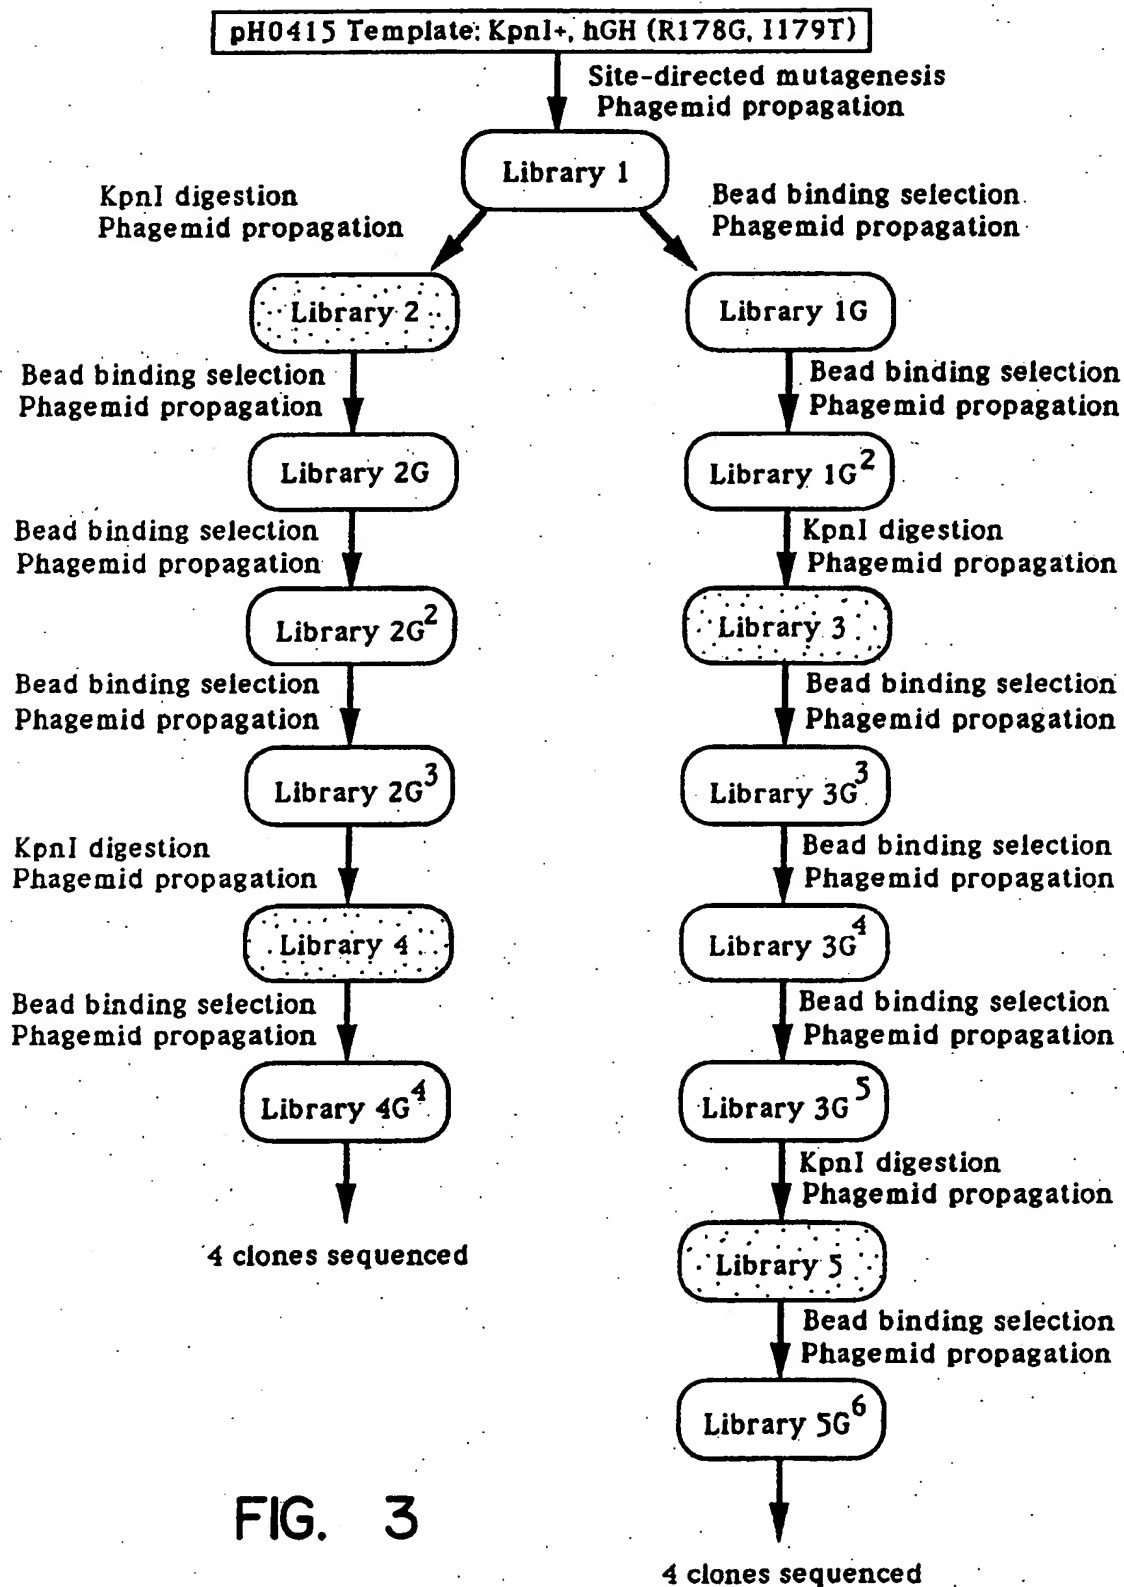 pH0415 Template: KpnI+, hGH (R178G, I179T)
Site-directed mutagenesis
Phagemid propagation
Library 1
KpnI digestion
Phagemid propagation
Bead binding selection
Phagemid propagation
Library 2
Library 1G
Bead binding selection
Phagemid propagation
Bead binding selection
Phagemid propagation
Library 2G
Library 1G²
Bead binding selection
Phagemid propagation
KpnI digestion
Phagemid propagation
Library 2G²
Library 3
Bead binding selection
Phagemid propagation
Bead binding selection
Phagemid propagation
Library 2G³
Library 3G³
KpnI digestion
Phagemid propagation
Bead binding selection
Phagemid propagation
Library 4
Library 3G⁴
Bead binding selection
Phagemid propagation
Bead binding selection
Phagemid propagation
Library 4G⁴
Library 3G⁵
KpnI digestion
Phagemid propagation
4 clones sequenced
Library 5
Bead binding selection
Phagemid propagation
Library 5G⁶
FIG. 3
4 clones sequenced